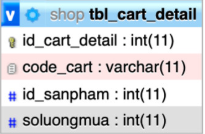 v shop tbl_cart_detail
id_cart_detail : int(11)
code_cart : varchar(11)
# id_sanpham : int(11)
# soluongmua : int(11)